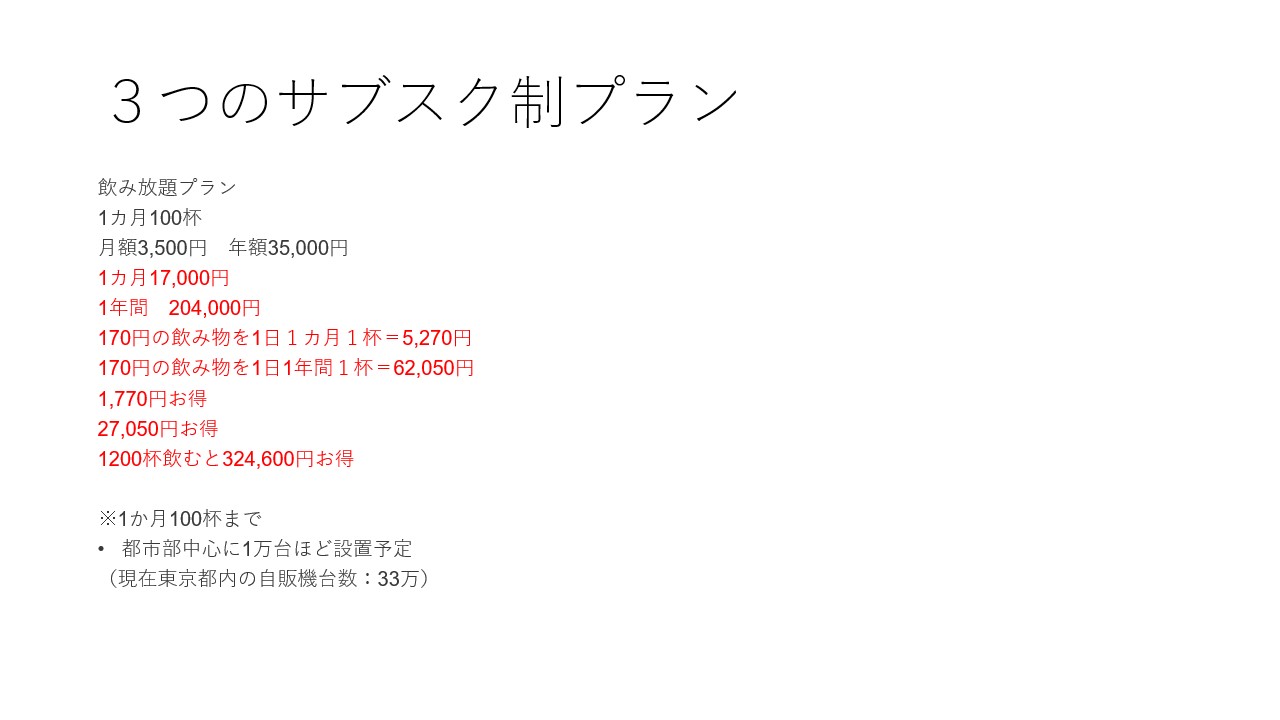 ３つのサブスク制プラン
飲み放題プラン
1カ月100杯
月額3,500円　年額35,000円
1カ月17,000円
1年間　204,000円
170円の飲み物を1日１カ月１杯＝5,270円
170円の飲み物を1日1年間１杯＝62,050円
1,770円お得
27,050円お得
1200杯飲むと324,600円お得
※1か月100杯まで
• 都市部中心に1万台ほど設置予定
（現在東京都内の自販機台数：33万）